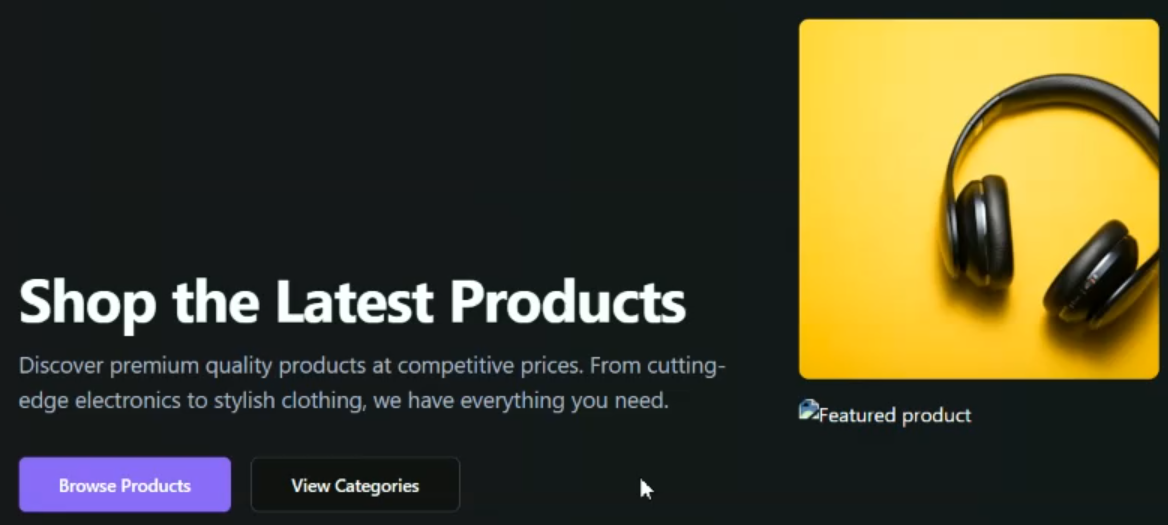 Shop the Latest Products
Discover premium quality products at competitive prices. From cutting-
edge electronics to stylish clothing, we have everything you need.
Featured product
Browse Products
View Categories